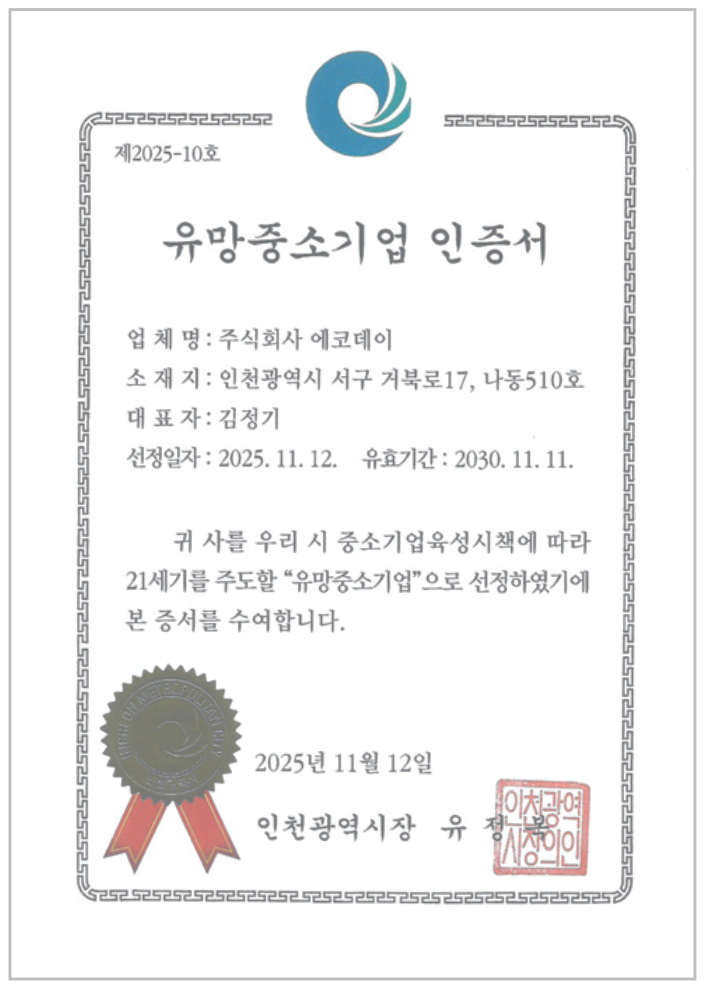 제2025-10호
유망중소기업 인증서
업 체 명 : 주식회사 에코데이
소 재 지 : 인천광역시 서구 거북로17, 나동510호
대 표 자 : 김정기
선정일자 : 2025. 11. 12. 유효기간 : 2030. 11. 11.
귀 사를 우리 시 중소기업육성시책에 따라
21세기를 주도할 “유망중소기업”으로 선정하였기에
본 증서를 수여합니다.
INCHEON METROPOLITAN CITY
2025년 11월 12일
인천광역시장 유 정 복
인천광역
시장의인